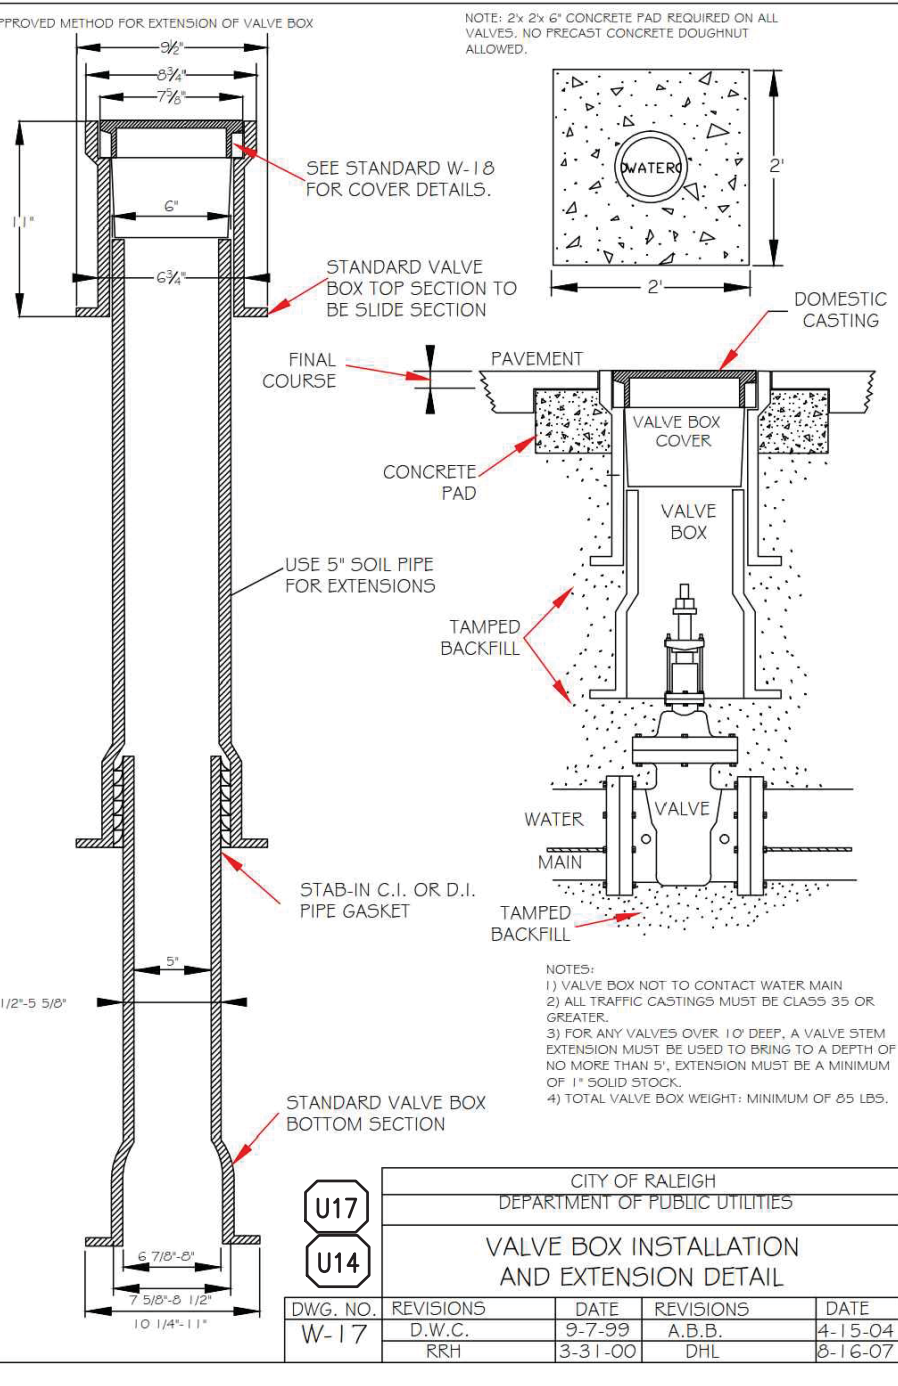 PPROVED METHOD FOR EXTENSION OF VALVE BOX
9½"
8¾"
7⅝"
11"
6"
6¾"
SEE STANDARD W-18
FOR COVER DETAILS.
STANDARD VALVE
BOX TOP SECTION TO
BE SLIDE SECTION
USE 5" SOIL PIPE
FOR EXTENSIONS
STAB-IN C.I. OR D.I.
PIPE GASKET
5"
1/2"-5 5/8"
STANDARD VALVE BOX
BOTTOM SECTION
6 7/8"-8"
7 5/8"-8 1/2"
10 1/4"-11"
NOTE: 2'x 2'x 6" CONCRETE PAD REQUIRED ON ALL
VALVES. NO PRECAST CONCRETE DOUGHNUT
ALLOWED.
WATER
2'
2'
DOMESTIC
CASTING
FINAL
COURSE
PAVEMENT
VALVE BOX
COVER
CONCRETE
PAD
VALVE
BOX
TAMPED
BACKFILL
WATER
MAIN
VALVE
TAMPED
BACKFILL
NOTES:
1) VALVE BOX NOT TO CONTACT WATER MAIN
2) ALL TRAFFIC CASTINGS MUST BE CLASS 35 OR
GREATER.
3) FOR ANY VALVES OVER 10' DEEP, A VALVE STEM
EXTENSION MUST BE USED TO BRING TO A DEPTH OF
NO MORE THAN 5', EXTENSION MUST BE A MINIMUM
OF 1" SOLID STOCK.
4) TOTAL VALVE BOX WEIGHT: MINIMUM OF 85 LBS.
U17
U14
CITY OF RALEIGH
DEPARTMENT OF PUBLIC UTILITIES
VALVE BOX INSTALLATION
AND EXTENSION DETAIL
DWG. NO. REVISIONS DATE REVISIONS DATE
W-17 D.W.C. 9-7-99 A.B.B. 4-15-04
RRH 3-31-00 DHL 8-16-07